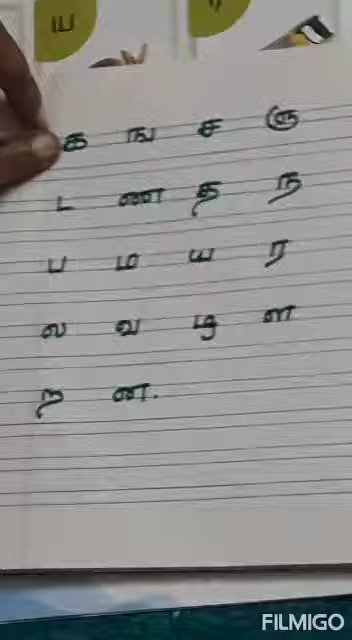 ய
க ங ச ஞ
ட ண த ந
ப ம ய ர
ல வ ழ ள
ற ன.
FILMIGO